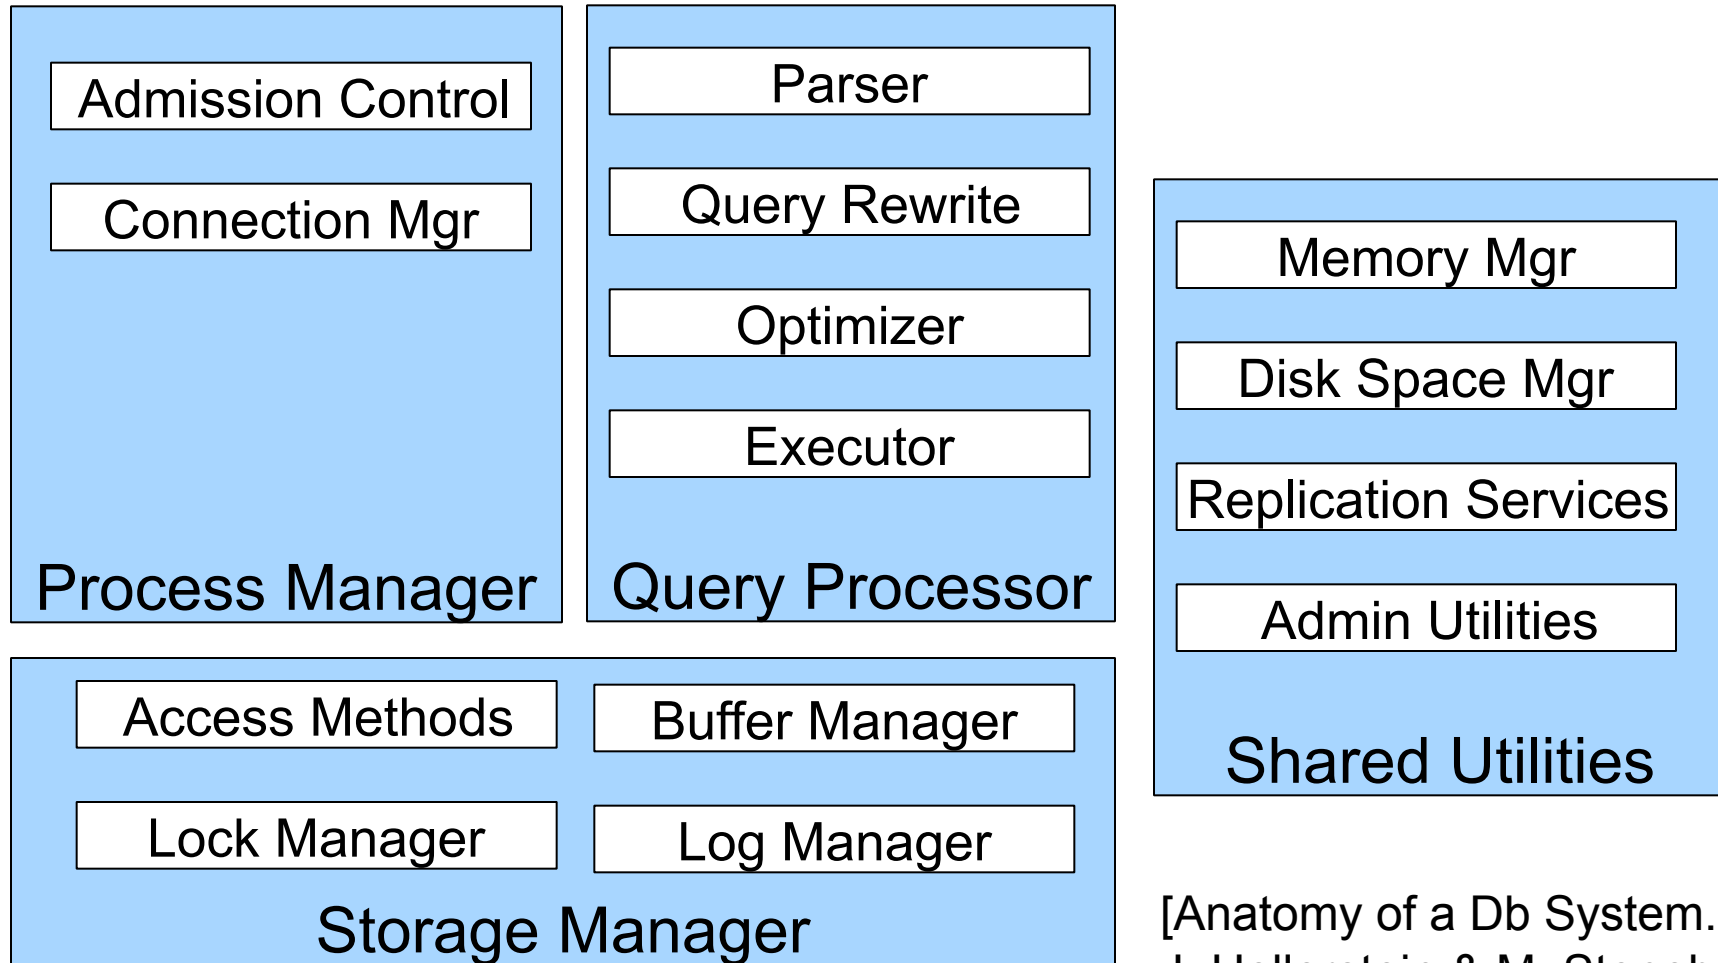 Admission Control
Connection Mgr
Process Manager
Parser
Query Rewrite
Optimizer
Executor
Query Processor
Memory Mgr
Disk Space Mgr
Replication Services
Admin Utilities
Shared Utilities
Access Methods
Buffer Manager
Lock Manager
Log Manager
Storage Manager
[Anatomy of a Db System.